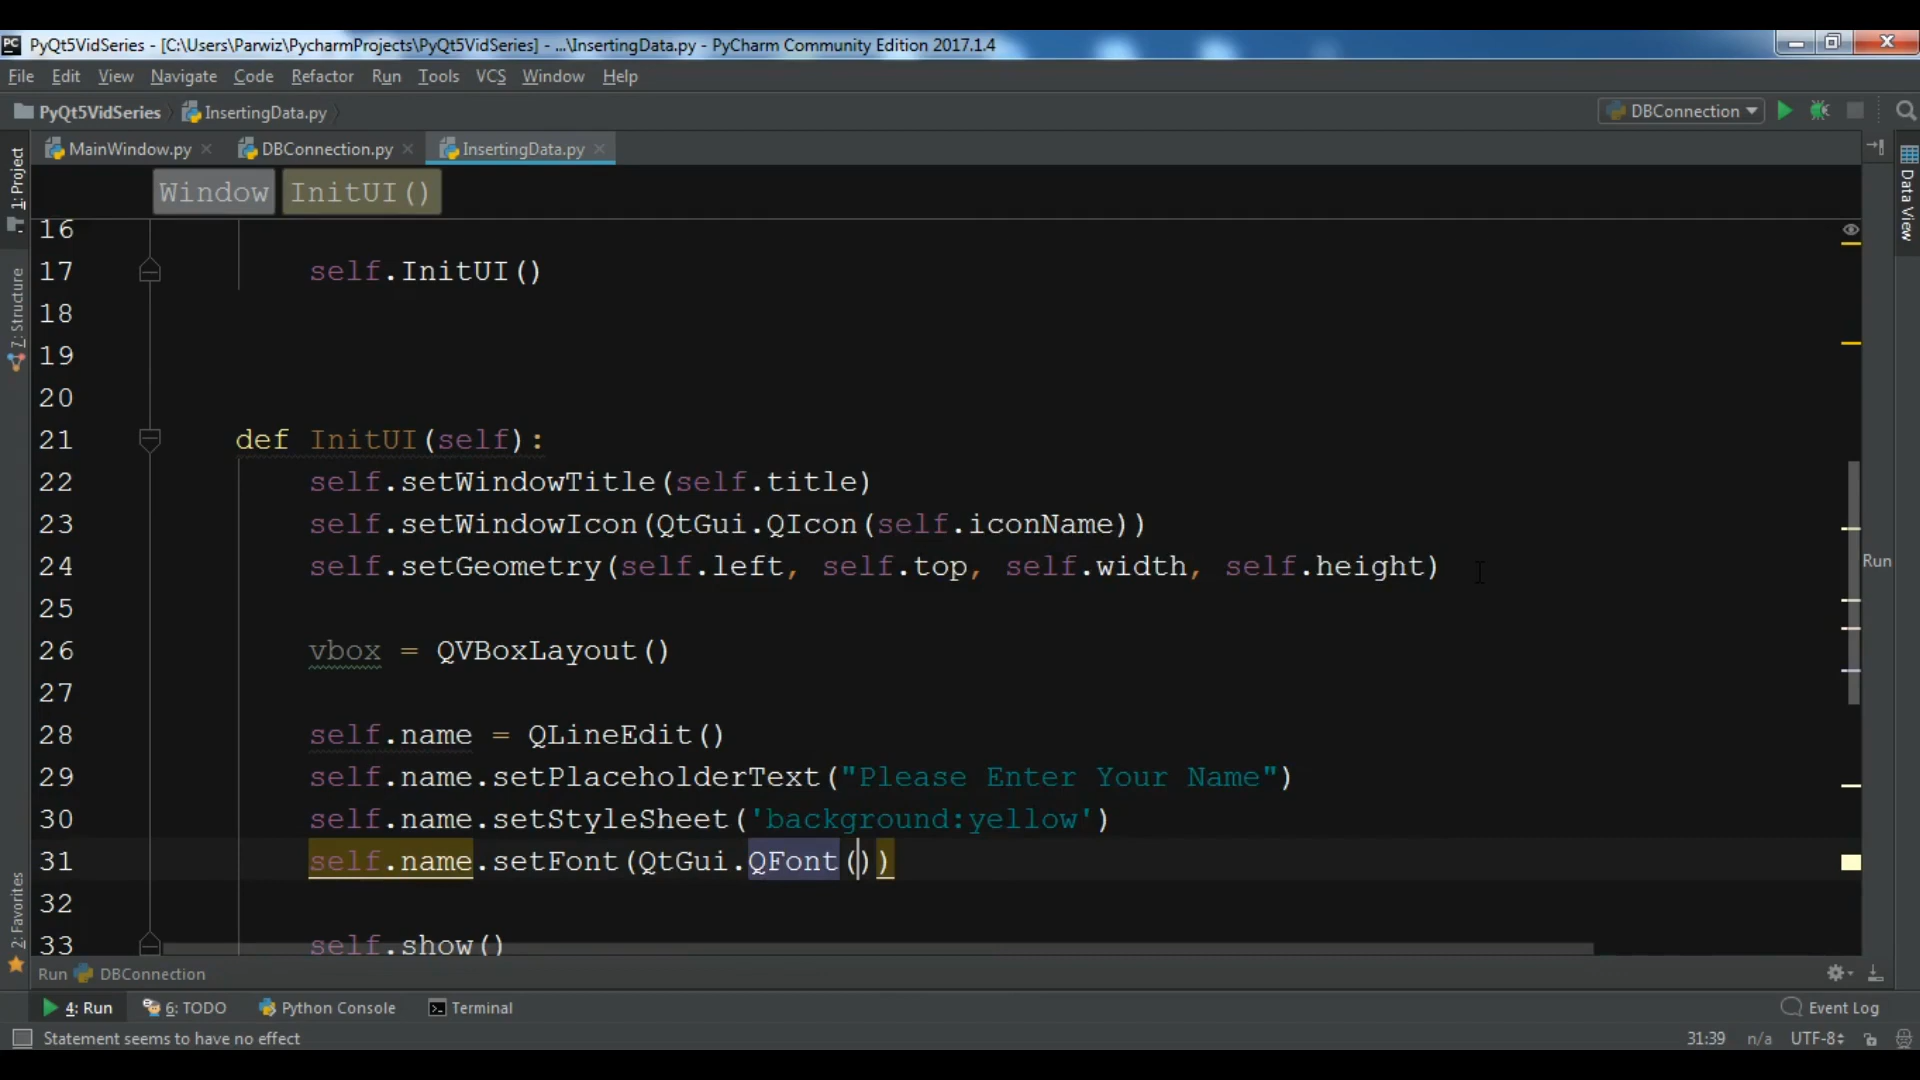 PyQt5VidSeries - [C:\Users\Parwiz\PycharmProjects\PyQt5VidSeries] - ...\InsertingData.py - PyCharm Community Edition 2017.1.4
File Edit View Navigate Code Refactor Run Tools VCS Window Help
PyQt5VidSeries InsertingData.py DBConnection
MainWindow.py DBConnection.py InsertingData.py
Window InitUI()
1: Project
7: Structure
2: Favorites
16
17 self.InitUI()
18
19
20
21 def InitUI(self):
22 self.setWindowTitle(self.title)
23 self.setWindowIcon(QtGui.QIcon(self.iconName))
24 self.setGeometry(self.left, self.top, self.width, self.height)
25
26 vbox = QVBoxLayout()
27
28 self.name = QLineEdit()
29 self.name.setPlaceholderText("Please Enter Your Name")
30 self.name.setStyleSheet('background:yellow')
31 self.name.setFont(QtGui.QFont())
32
33 self.show()
Data View
Run
Run DBConnection
4: Run 6: TODO Python Console Terminal Event Log
Statement seems to have no effect 31:39 n/a UTF-8